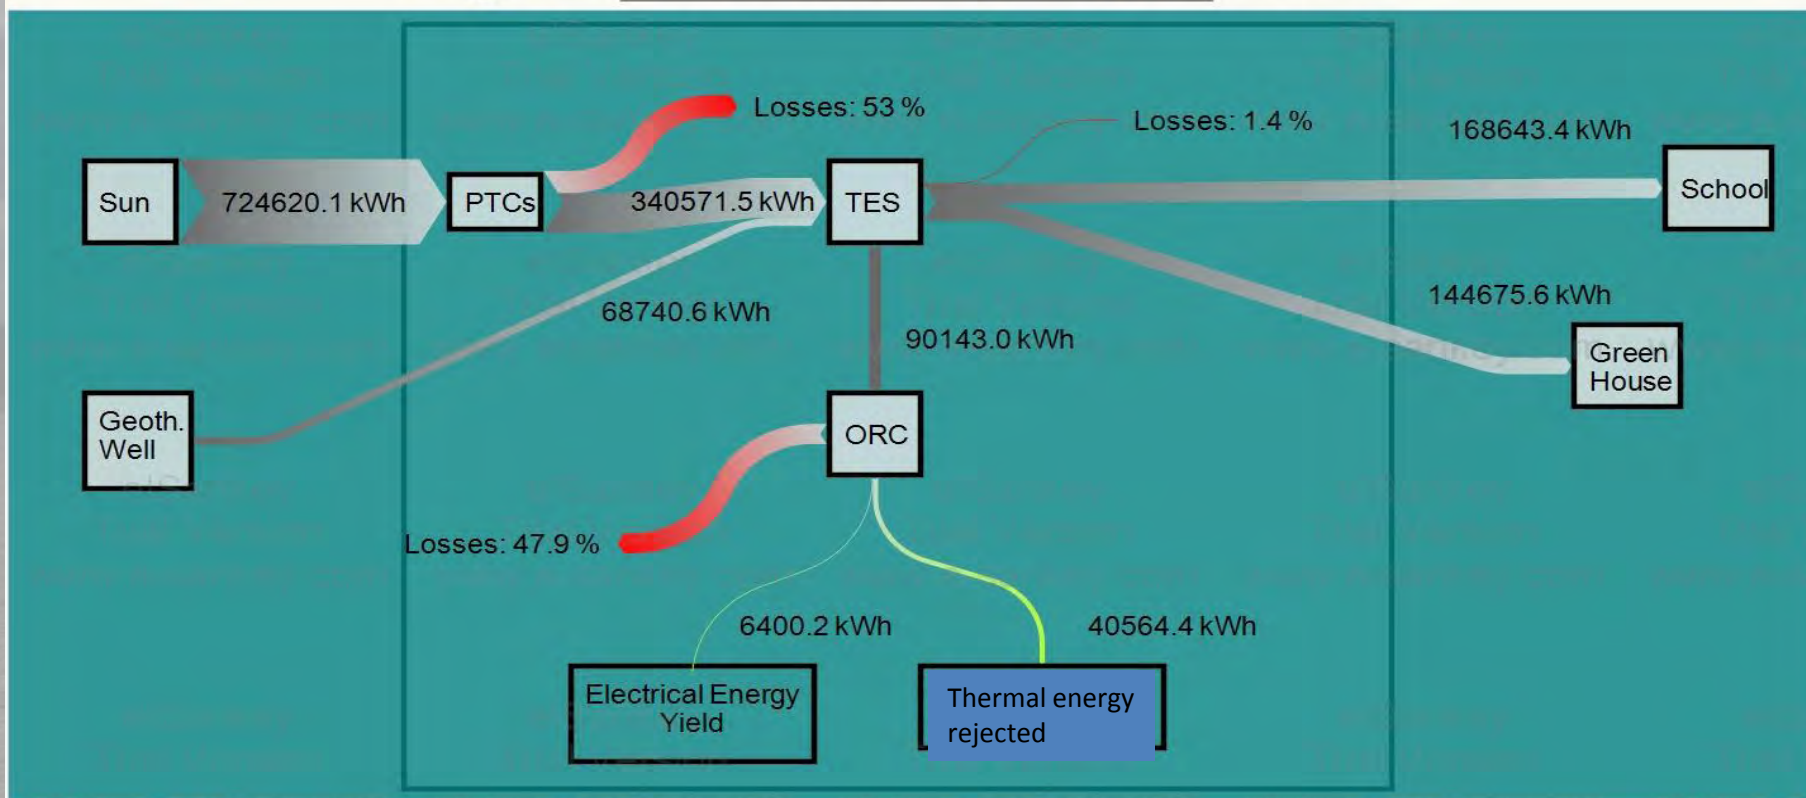 Losses: 53 %
Losses: 1.4 %
168643.4 kWh
Sun
724620.1 kWh
PTCs
340571.5 kWh
TES
School
68740.6 kWh
90143.0 kWh
144675.6 kWh
Green
House
Geoth.
Well
ORC
Losses: 47.9 %
6400.2 kWh
40564.4 kWh
Electrical Energy
Yield
Thermal energy
rejected